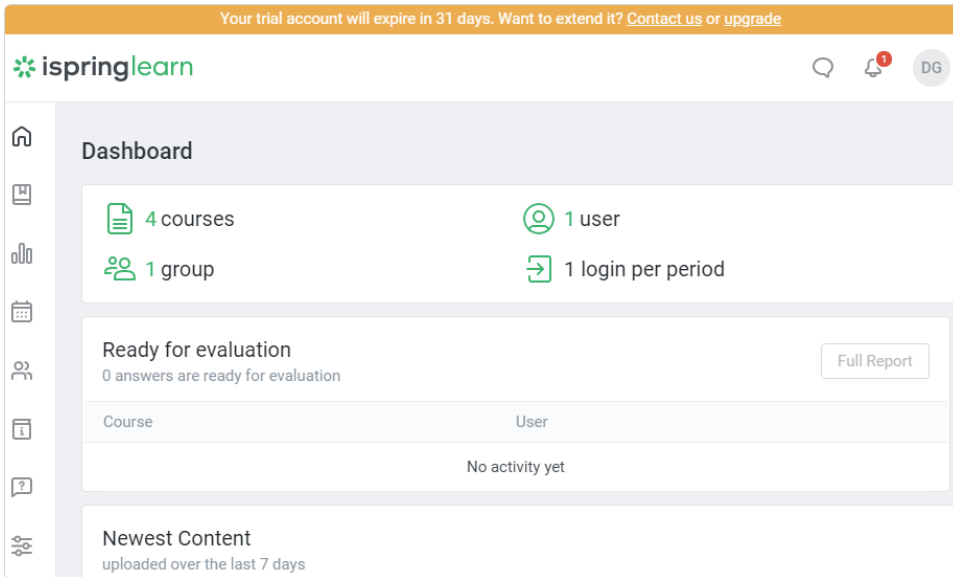 Your trial account will expire in 31 days. Want to extend it? Contact us or upgrade
ispringlearn
1
DG
Dashboard
4 courses
1 user
1 group
1 login per period
Ready for evaluation
0 answers are ready for evaluation
Full Report
Course User
No activity yet
Newest Content
uploaded over the last 7 days